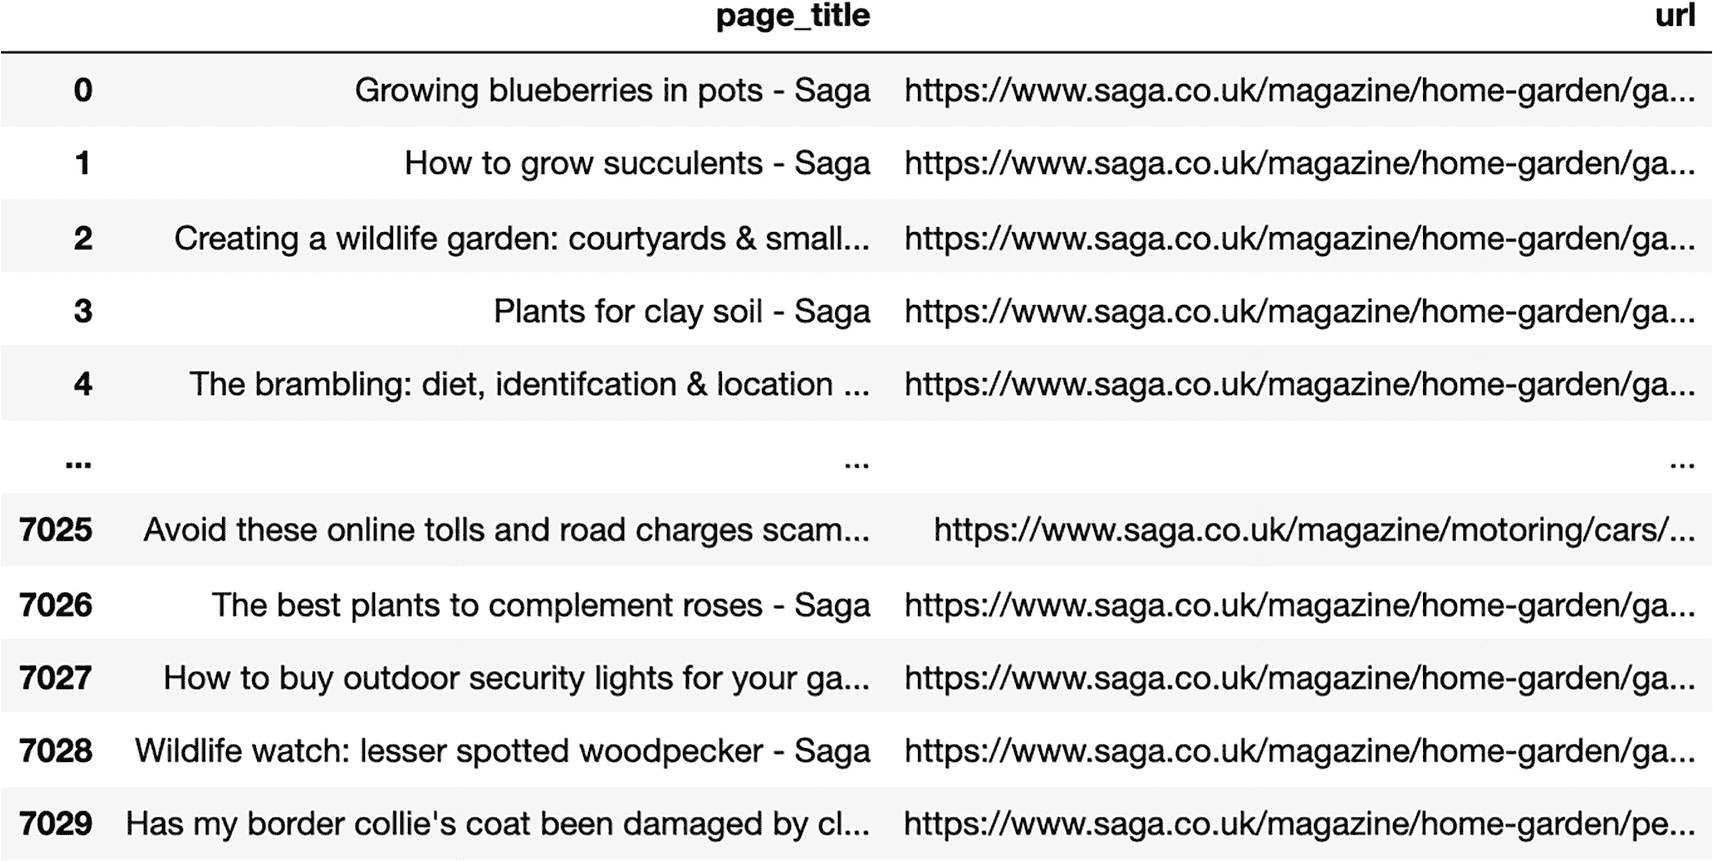 page_title url
0 Growing blueberries in pots - Saga https://www.saga.co.uk/magazine/home-garden/ga...
1 How to grow succulents - Saga https://www.saga.co.uk/magazine/home-garden/ga...
2 Creating a wildlife garden: courtyards & small... https://www.saga.co.uk/magazine/home-garden/ga...
3 Plants for clay soil - Saga https://www.saga.co.uk/magazine/home-garden/ga...
4 The brambling: diet, identifcation & location ... https://www.saga.co.uk/magazine/home-garden/ga...
... ... ...
7025 Avoid these online tolls and road charges scam... https://www.saga.co.uk/magazine/motoring/cars/...
7026 The best plants to complement roses - Saga https://www.saga.co.uk/magazine/home-garden/ga...
7027 How to buy outdoor security lights for your ga... https://www.saga.co.uk/magazine/home-garden/ga...
7028 Wildlife watch: lesser spotted woodpecker - Saga https://www.saga.co.uk/magazine/home-garden/ga...
7029 Has my border collie's coat been damaged by cl... https://www.saga.co.uk/magazine/home-garden/pe...